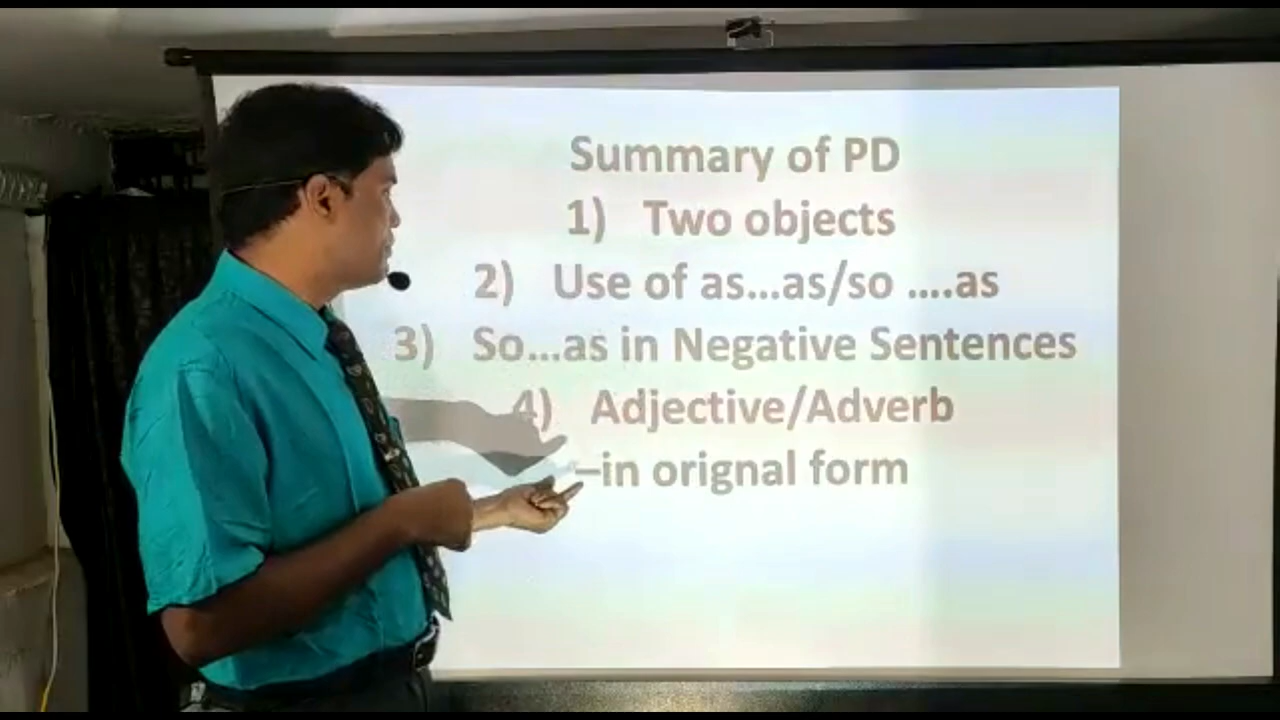 Summary of PD
1) Two objects
2) Use of as...as/so ....as
3) So...as in Negative Sentences
4) Adjective/Adverb
–in orignal form